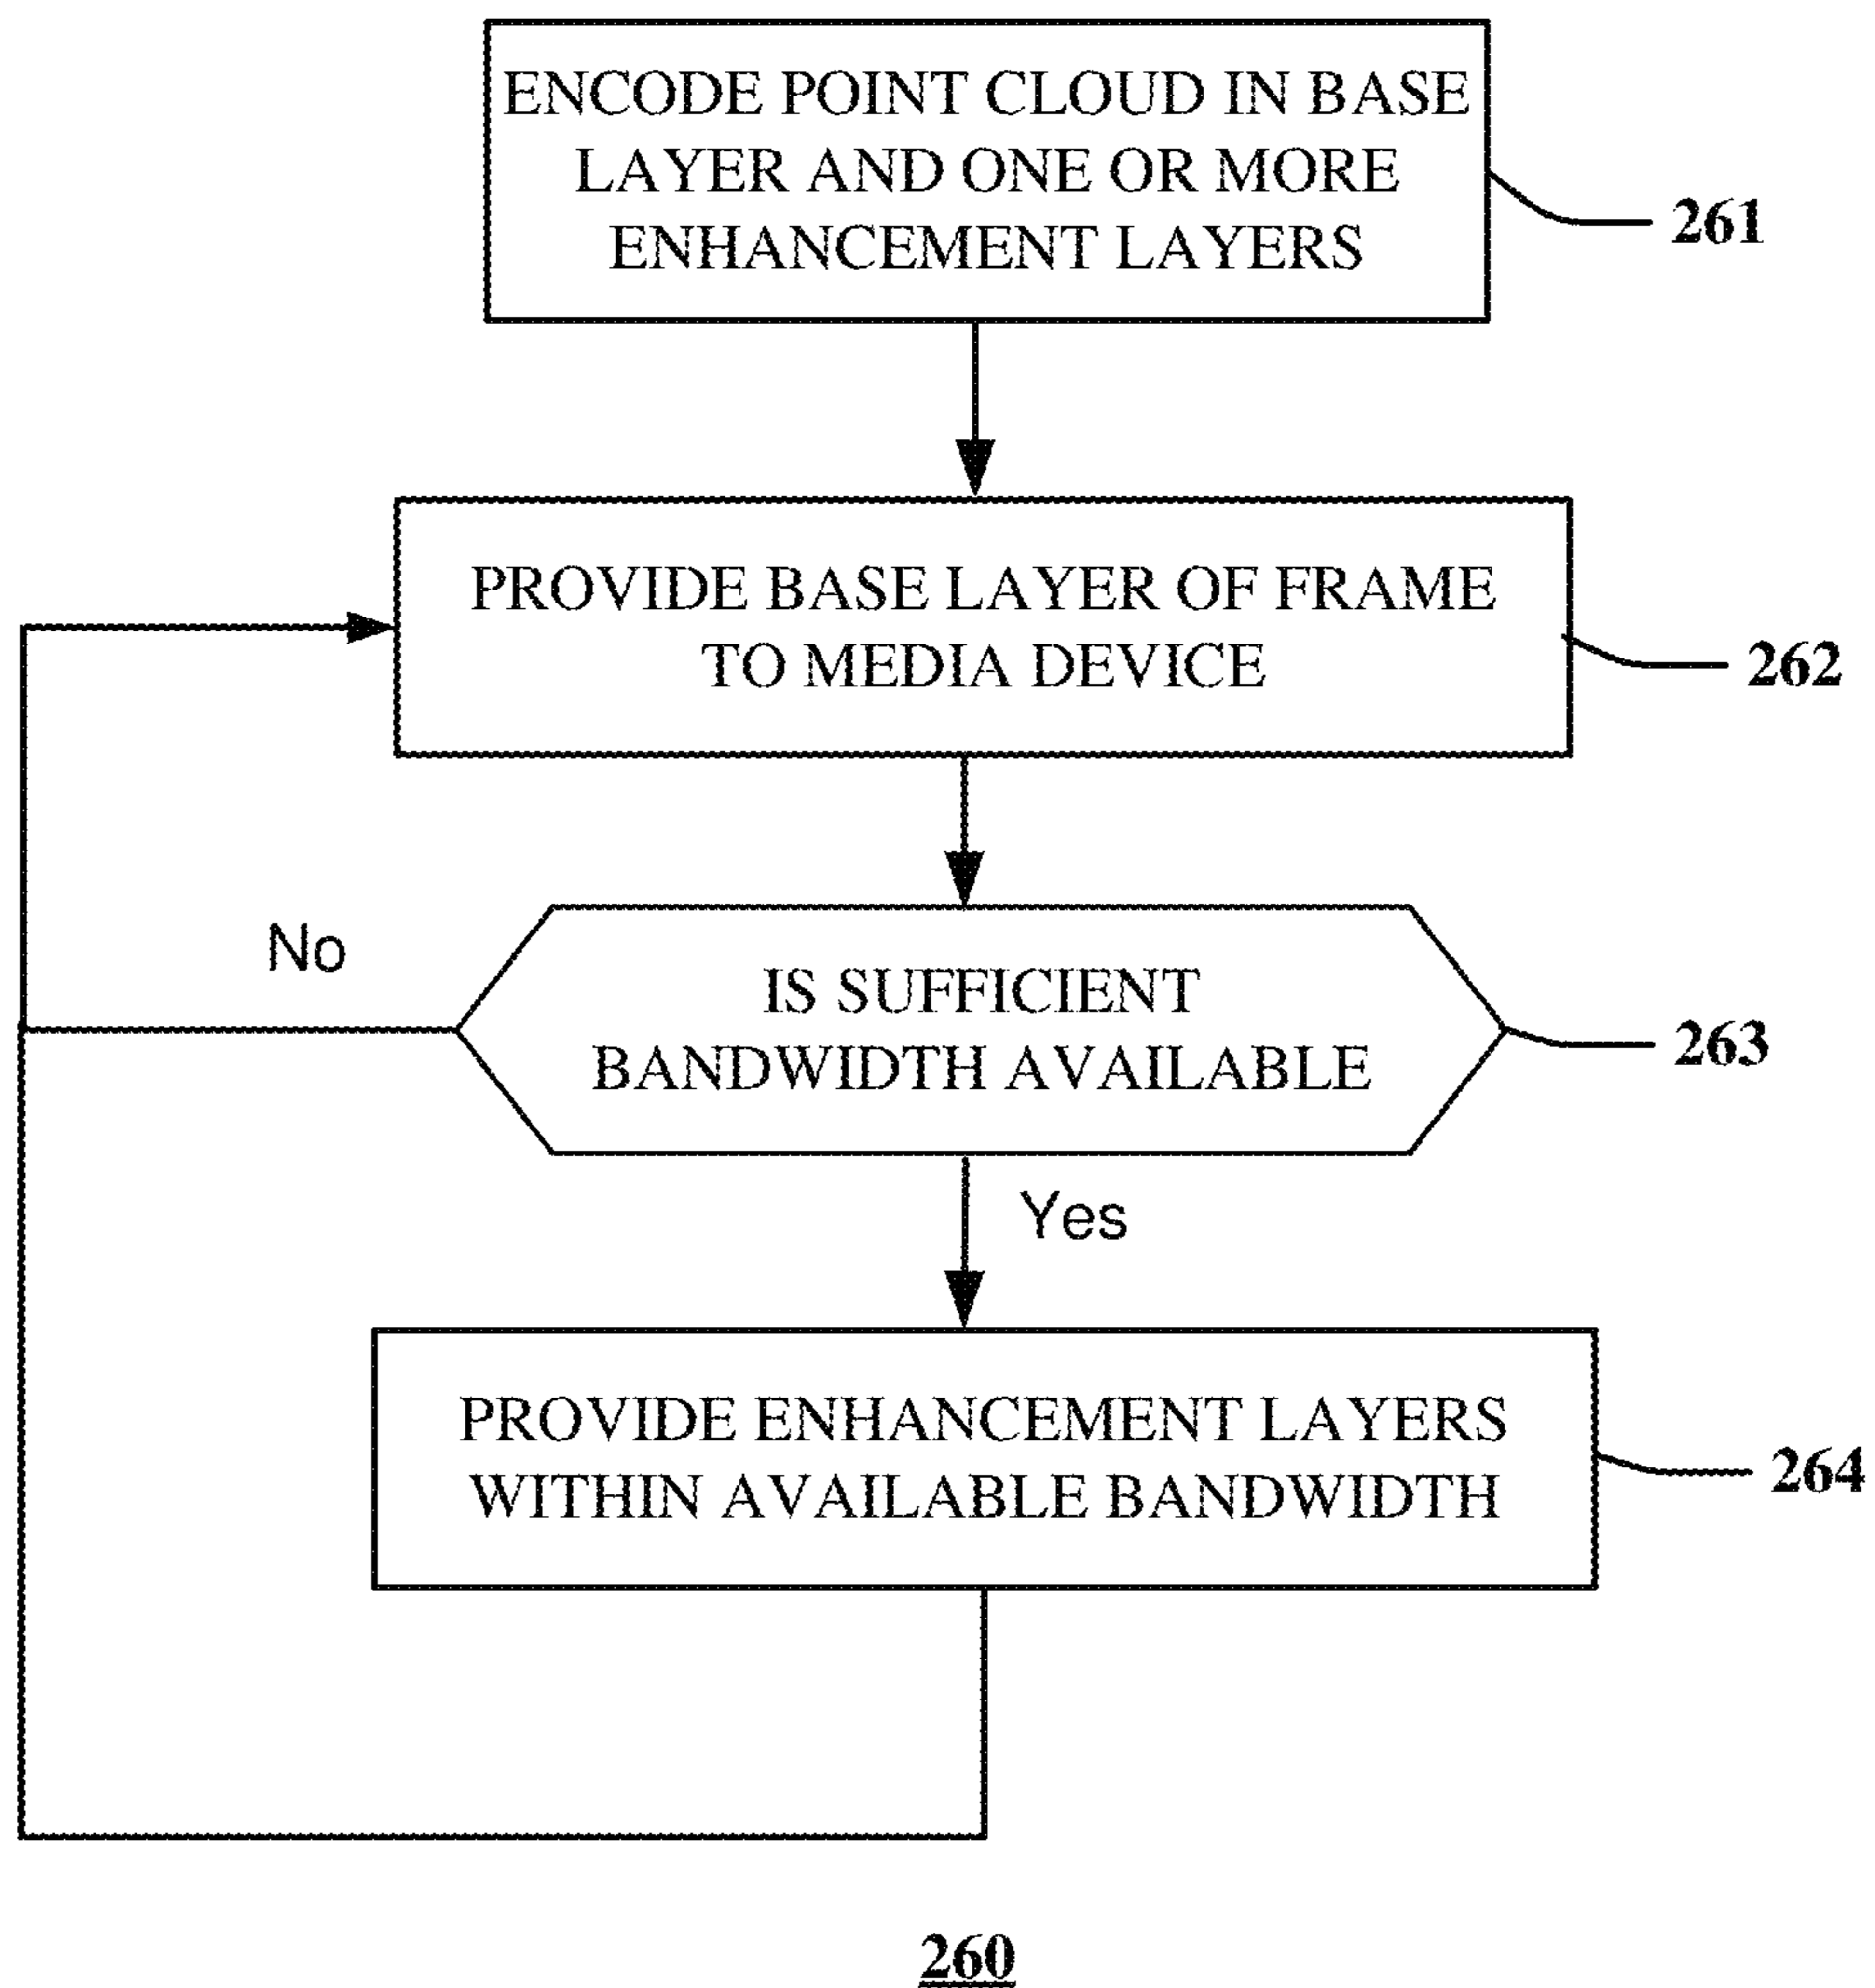 ENCODE POINT CLOUD IN BASE
LAYER AND ONE OR MORE
ENHANCEMENT LAYERS
261
PROVIDE BASE LAYER OF FRAME
TO MEDIA DEVICE
262
No
IS SUFFICIENT
BANDWIDTH AVAILABLE
263
Yes
PROVIDE ENHANCEMENT LAYERS
WITHIN AVAILABLE BANDWIDTH
264
260